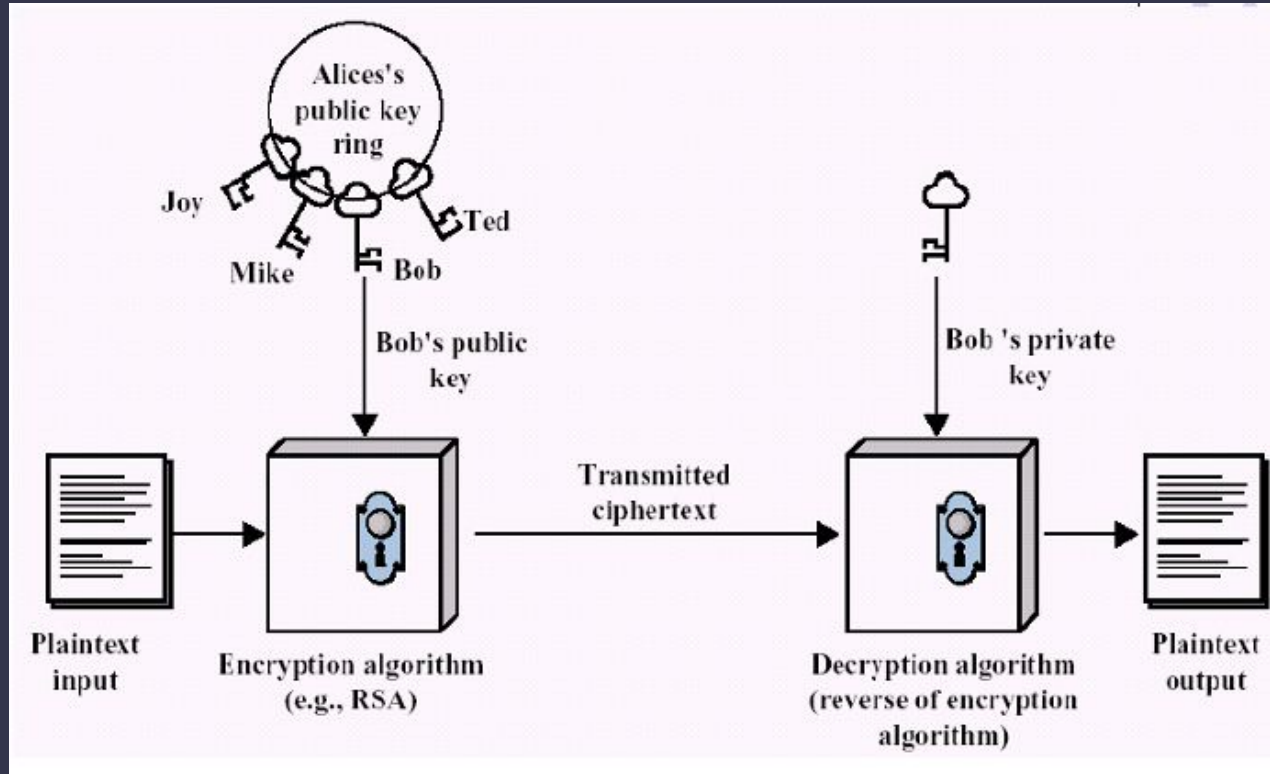 Alices's
public key
ring
Joy
Mike
Bob
Ted
Bob's public
key
Bob 's private
key
Transmitted
ciphertext
Plaintext
input
Encryption algorithm
(e.g., RSA)
Decryption algorithm
(reverse of encryption
algorithm)
Plaintext
output